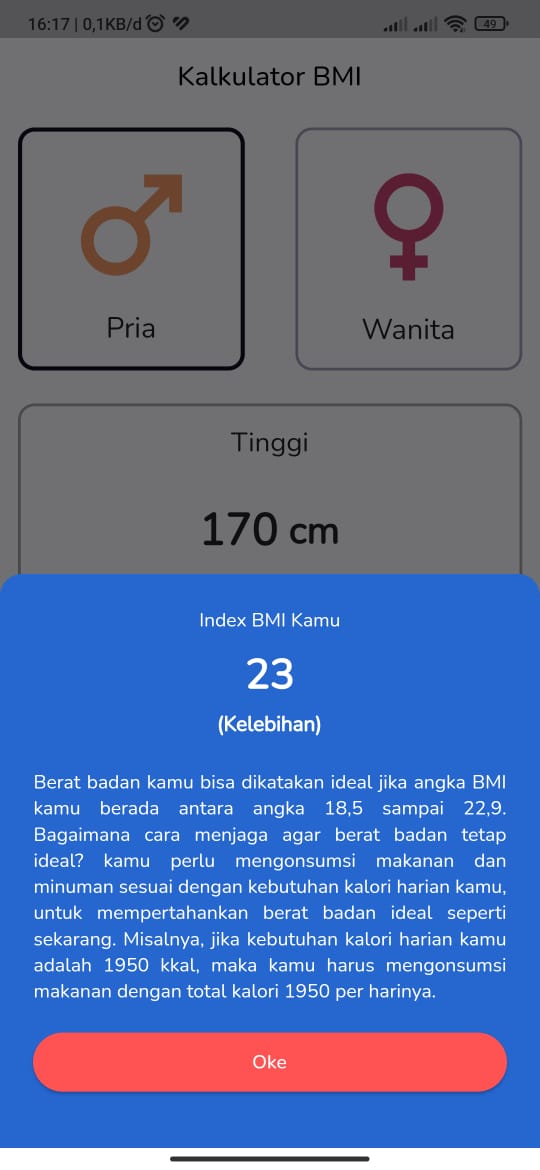 16:17 | 0,1KB/d
49
Kalkulator BMI
Pria
Wanita
Tinggi
170 cm
Index BMI Kamu
23
(Kelebihan)
Berat badan kamu bisa dikatakan ideal jika angka BMI
kamu berada antara angka 18,5 sampai 22,9.
Bagaimana cara menjaga agar berat badan tetap
ideal? kamu perlu mengonsumsi makanan dan
minuman sesuai dengan kebutuhan kalori harian kamu,
untuk mempertahankan berat badan ideal seperti
sekarang. Misalnya, jika kebutuhan kalori harian kamu
adalah 1950 kkal, maka kamu harus mengonsumsi
makanan dengan total kalori 1950 per harinya.
Oke